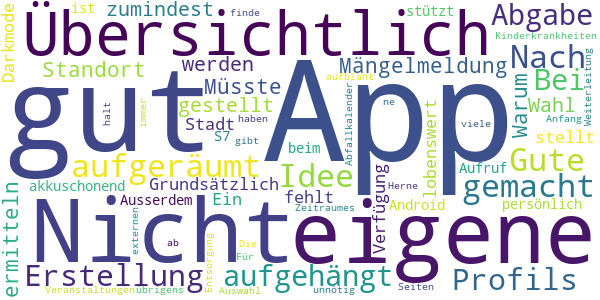 ist
stützt
finde
Darkmode
zumindest
Übersichtlich
Abgabe
Kinderkrankheiten
Standort
werden
Mängelmeldung
Nach
gut
App
Müsste
Bei
gestellt
Warum
Wahl
Weiterleitung
halt
immer
Stadt
haben
Abfallkalender
ne
viele
Anfang
S7
gibt
beim
lobenswert
stellt
aufgeräumt
aufplant
Idee
Aufruf
Gute
gemacht
akkuschonend
Grundsätzlich
fehlt
Verfügung
Herne
ermitteln
Nicht
eigene
Ausserdem
Ein
Zeitraumes
Android
persönlich
externen
ab
Entsorgung
Die
Für
Erstellung
aufgehängt
Profils
Veranstaltungen
übrigens
Auswahl
unnötig
Seiten